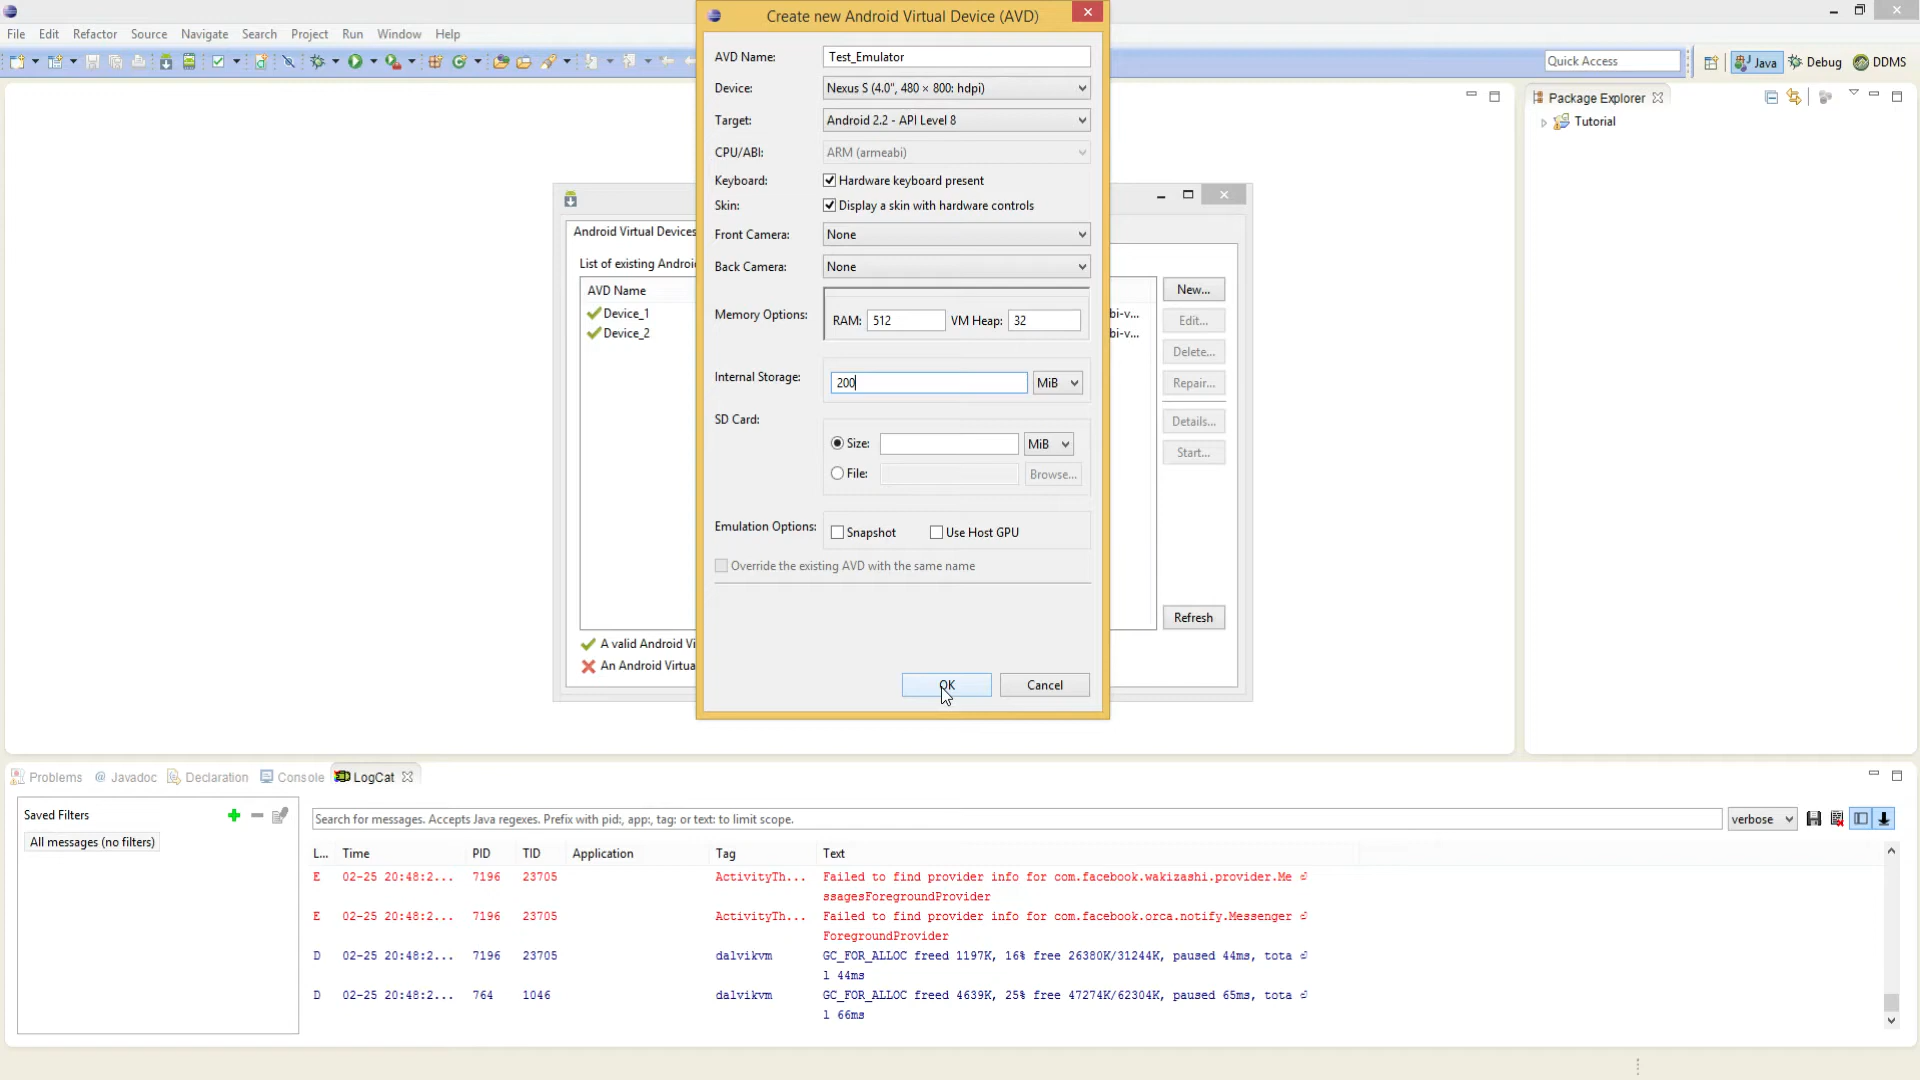 Create new Android Virtual Device (AVD)
File Edit Refactor Source Navigate Search Project Run Window Help
Quick Access
Java
Debug
DDMS
AVD Name: Test_Emulator
Device: Nexus S (4.0", 480 × 800: hdpi)
Target: Android 2.2 - API Level 8
CPU/ABI: ARM (armeabi)
Keyboard: Hardware keyboard present
Skin: Display a skin with hardware controls
Front Camera: None
Back Camera: None
Memory Options: RAM: 512 VM Heap: 32
Internal Storage: 200 MiB
SD Card:
Size: MiB
File: Browse...
Emulation Options: Snapshot Use Host GPU
Override the existing AVD with the same name
OK Cancel
Package Explorer
Tutorial
Android Virtual Devices
List of existing Androi
AVD Name
Device_1 bi-v...
Device_2 bi-v...
New...
Edit...
Delete...
Repair...
Details...
Start...
Refresh
A valid Android Vi
An Android Virtua
Problems @ Javadoc Declaration Console LogCat
Saved Filters
All messages (no filters)
Search for messages. Accepts Java regexes. Prefix with pid:, app:, tag: or text: to limit scope.
verbose
L... Time PID TID Application Tag Text
E 02-25 20:48:2... 7196 23705 ActivityTh... Failed to find provider info for com.facebook.wakizashi.provider.Me
ssagesForegroundProvider
E 02-25 20:48:2... 7196 23705 ActivityTh... Failed to find provider info for com.facebook.orca.notify.Messenger
ForegroundProvider
D 02-25 20:48:2... 7196 23705 dalvikvm GC_FOR_ALLOC freed 1197K, 16% free 26380K/31244K, paused 44ms, tota
l 44ms
D 02-25 20:48:2... 764 1046 dalvikvm GC_FOR_ALLOC freed 4639K, 25% free 47274K/62304K, paused 65ms, tota
l 66ms